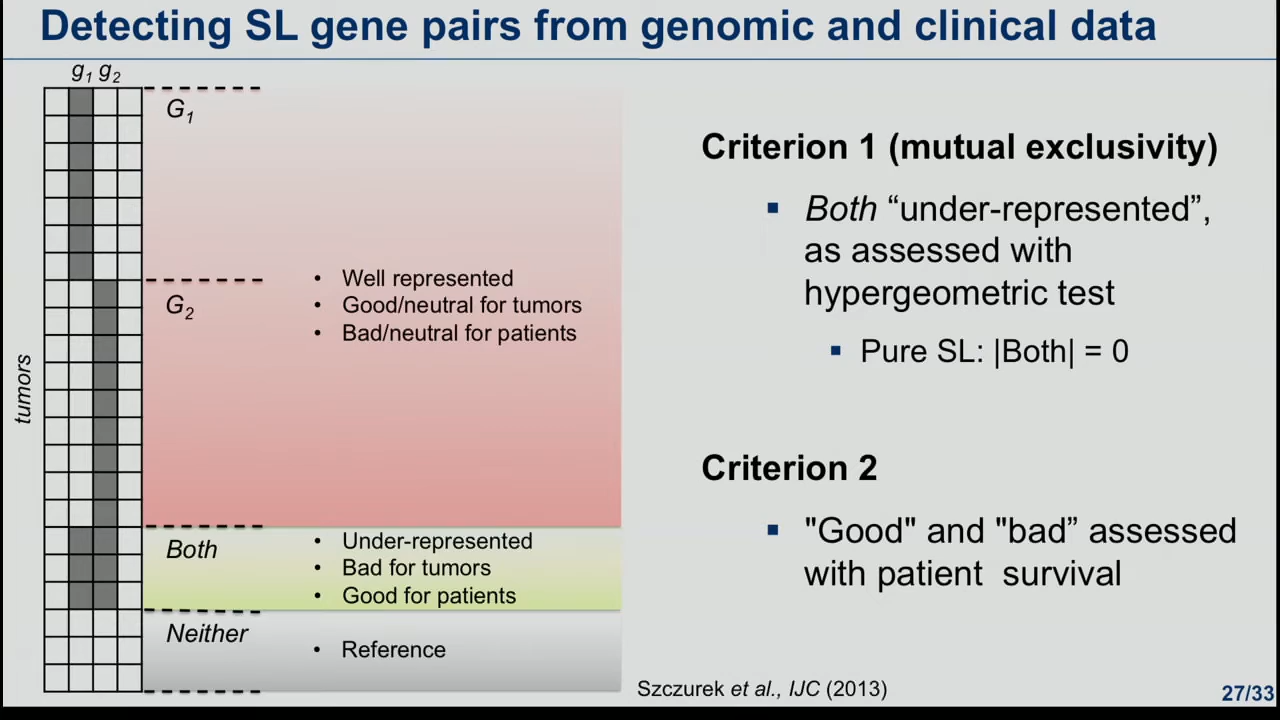 Detecting SL gene pairs from genomic and clinical data
g1 g2
tumors
G1
G2
• Well represented
• Good/neutral for tumors
• Bad/neutral for patients
Both
• Under-represented
• Bad for tumors
• Good for patients
Neither
• Reference
Criterion 1 (mutual exclusivity)
▪ Both “under-represented”,
as assessed with
hypergeometric test
▪ Pure SL: |Both| = 0
Criterion 2
▪ "Good" and "bad” assessed
with patient survival
Szczurek et al., IJC (2013)
27/33